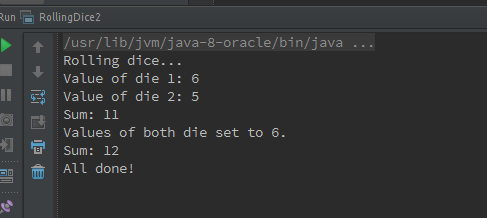 Run RollingDice2
/usr/lib/jvm/java-8-oracle/bin/java ...
Rolling dice...
Value of die 1: 6
Value of die 2: 5
Sum: 11
Values of both die set to 6.
Sum: 12
All done!